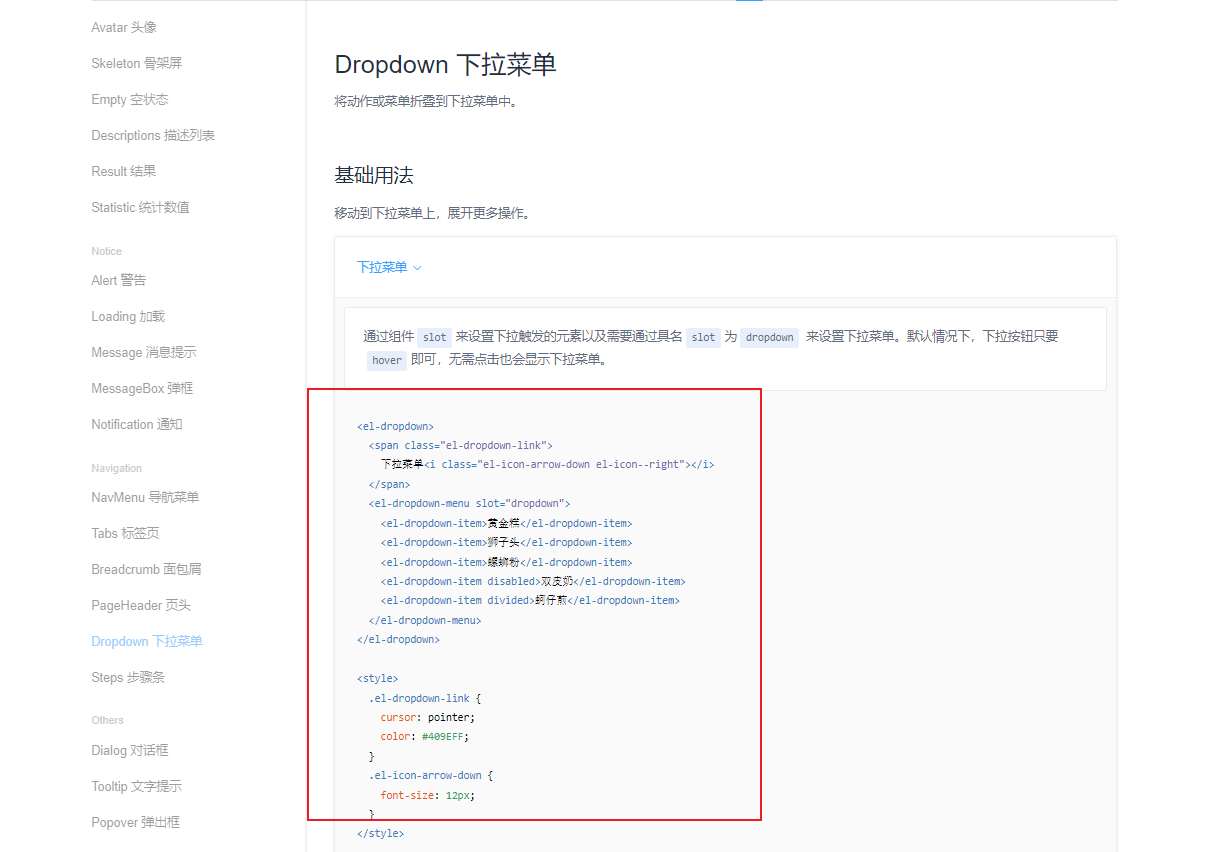 Avatar 头像
Skeleton 骨架屏
Empty 空状态
Descriptions 描述列表
Result 结果
Statistic 统计数值
Notice
Alert 警告
Loading 加载
Message 消息提示
MessageBox 弹框
Notification 通知
Navigation
NavMenu 导航菜单
Tabs 标签页
Breadcrumb 面包屑
PageHeader 页头
Dropdown 下拉菜单
Steps 步骤条
Others
Dialog 对话框
Tooltip 文字提示
Popover 弹出框
Dropdown 下拉菜单
将动作或菜单折叠到下拉菜单中。
基础用法
移动到下拉菜单上，展开更多操作。
下拉菜单
通过组件 slot 来设置下拉触发的元素以及需要通过具名 slot 为 dropdown 来设置下拉菜单。默认情况下，下拉按钮只要
hover 即可，无需点击也会显示下拉菜单。
<el-dropdown>
  <span class="el-dropdown-link">
    下拉菜单<i class="el-icon-arrow-down el-icon--right"></i>
  </span>
  <el-dropdown-menu slot="dropdown">
    <el-dropdown-item>黄金糕</el-dropdown-item>
    <el-dropdown-item>狮子头</el-dropdown-item>
    <el-dropdown-item>螺蛳粉</el-dropdown-item>
    <el-dropdown-item disabled>双皮奶</el-dropdown-item>
    <el-dropdown-item divided>蚵仔煎</el-dropdown-item>
  </el-dropdown-menu>
</el-dropdown>
<style>
  .el-dropdown-link {
    cursor: pointer;
    color: #409EFF;
  }
  .el-icon-arrow-down {
    font-size: 12px;
  }
</style>